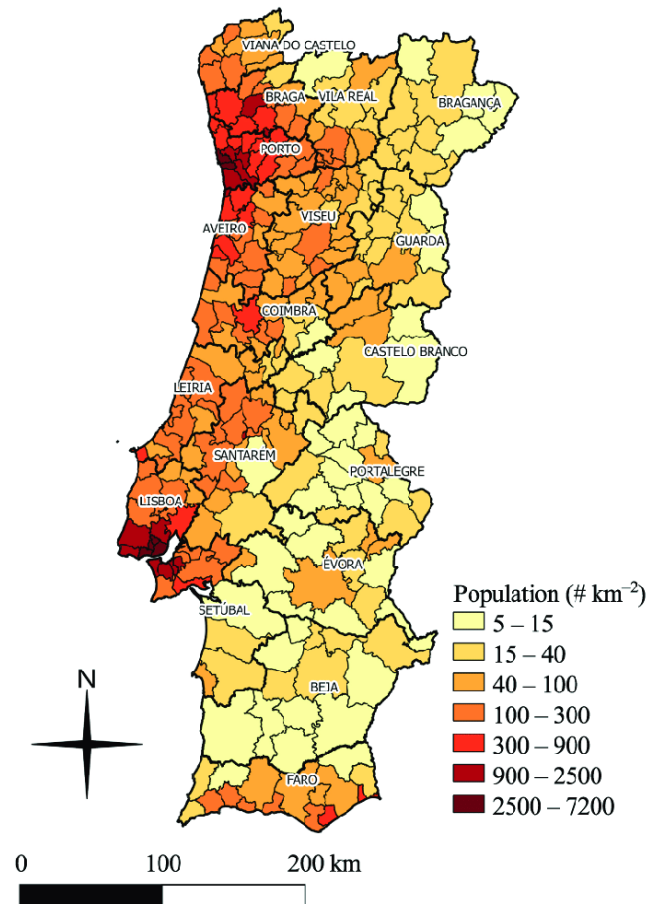 VIANA DO CASTELO
BRAGA
VILA REAL
BRAGANÇA
PORTO
VISEU
AVEIRO
GUARDA
COIMBRA
CASTELO BRANCO
LEIRIA
SANTARÉM
PORTALEGRE
LISBOA
ÉVORA
SETÚBAL
BEJA
FARO
Population (# km⁻²)
5 – 15
15 – 40
40 – 100
100 – 300
300 – 900
900 – 2500
2500 – 7200
N
0 100 200 km